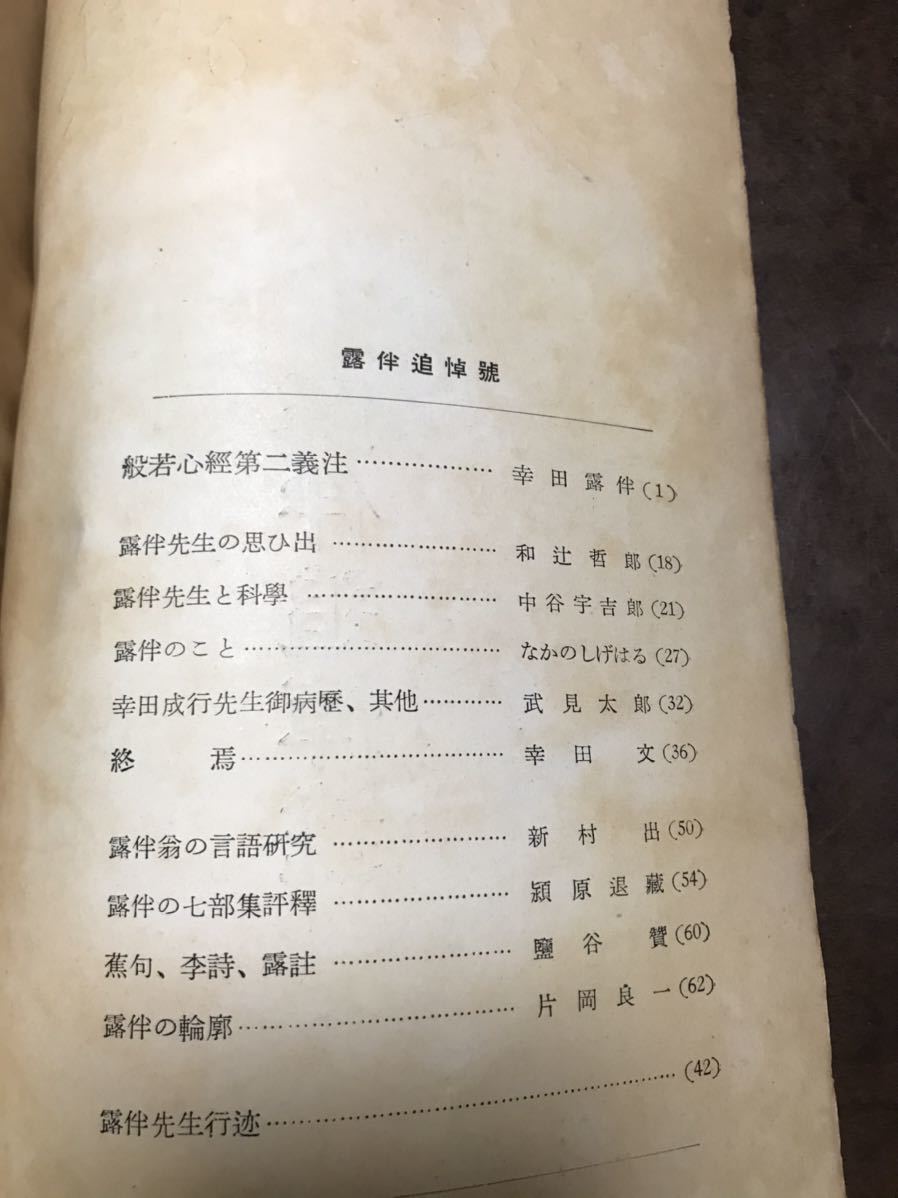 露伴追悼號
般若心經第二義注………………幸田露伴(1)
露伴先生の思ひ出……………………和辻哲郎(18)
露伴先生と科學………………………中谷宇吉郎(21)
露伴のこと………………………………なかのしげはる(27)
幸田成行先生御病歷、其他…………武見太郎(32)
終焉…………………………………幸田文(36)
露伴翁の言語硏究……………………新村出(50)
露伴の七部集評釋……………………潁原退藏(54)
蕉句、李詩、露註……………………鹽谷贊(60)
露伴の輪廓………………………………片岡良一(62)
露伴先生行迹…………………………………………………(42)